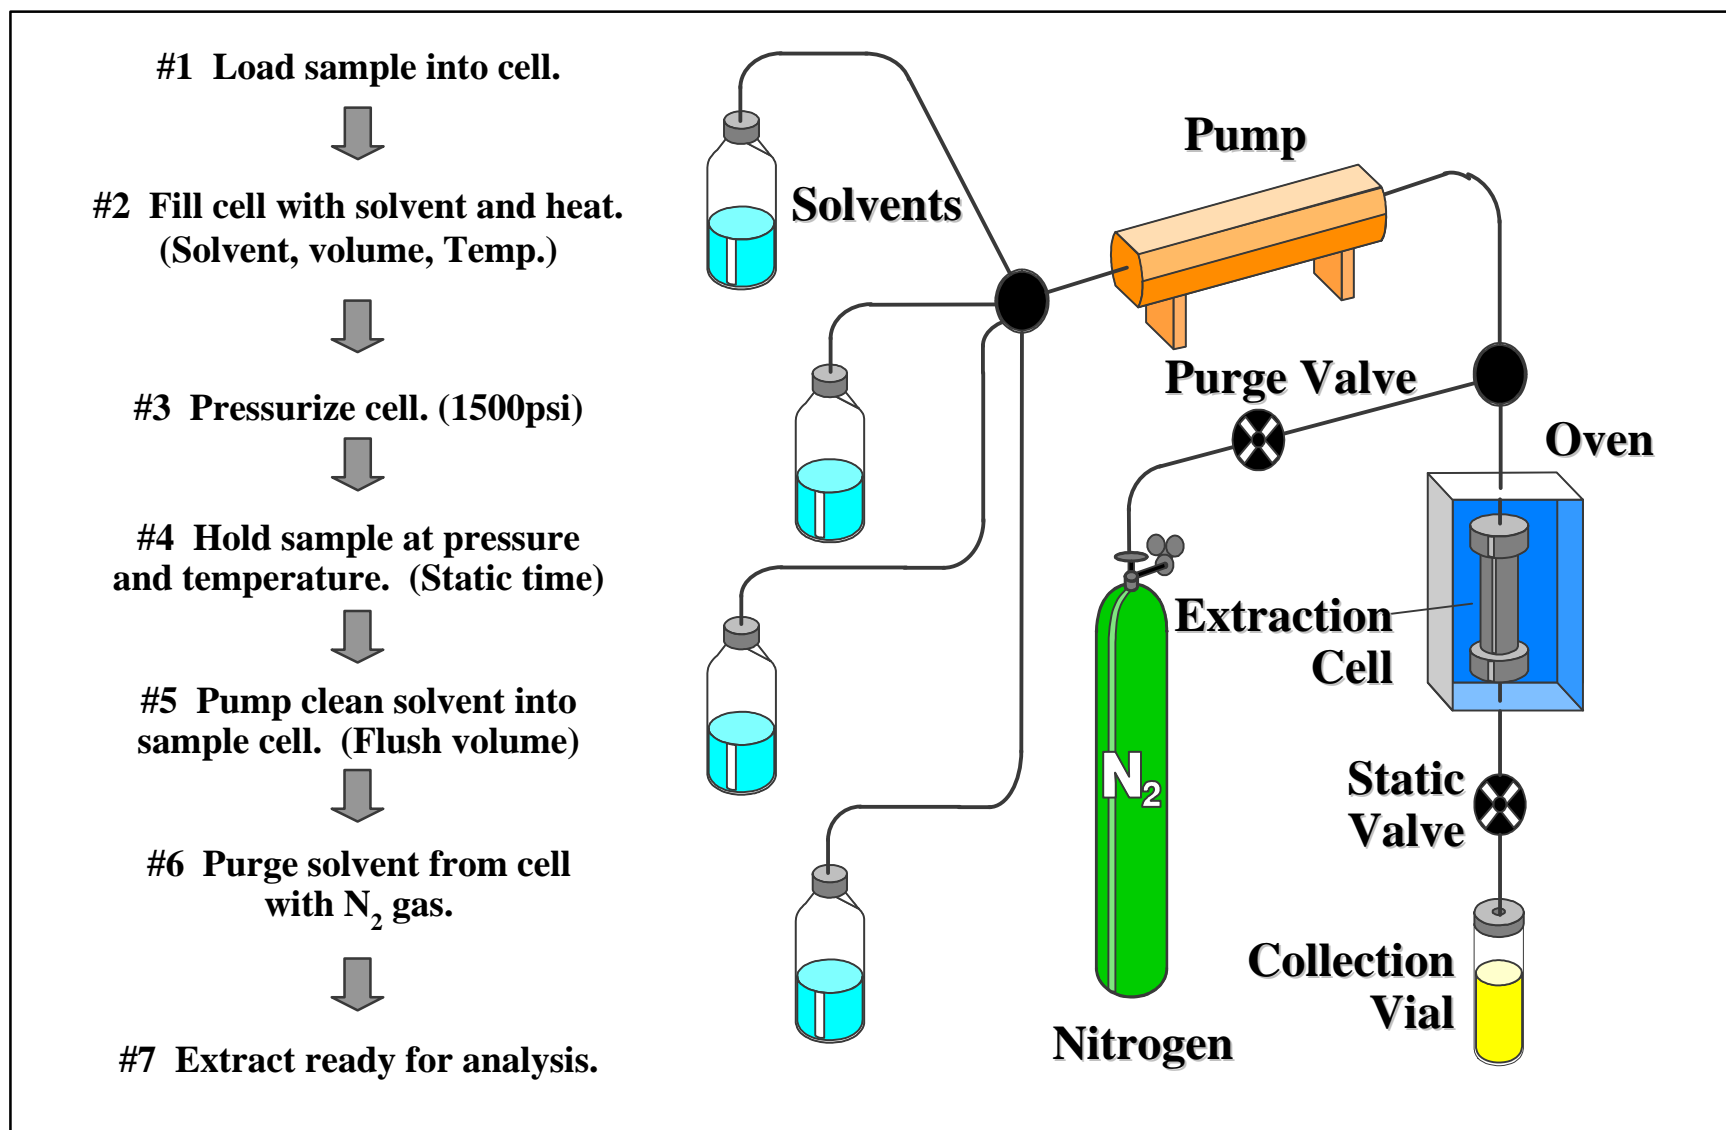 #1 Load sample into cell.
#2 Fill cell with solvent and heat.
(Solvent, volume, Temp.)
#3 Pressurize cell. (1500psi)
#4 Hold sample at pressure
and temperature. (Static time)
#5 Pump clean solvent into
sample cell. (Flush volume)
#6 Purge solvent from cell
with N₂ gas.
#7 Extract ready for analysis.
Solvents
Pump
Purge Valve
Oven
Extraction
Cell
N₂
Static
Valve
Collection
Vial
Nitrogen